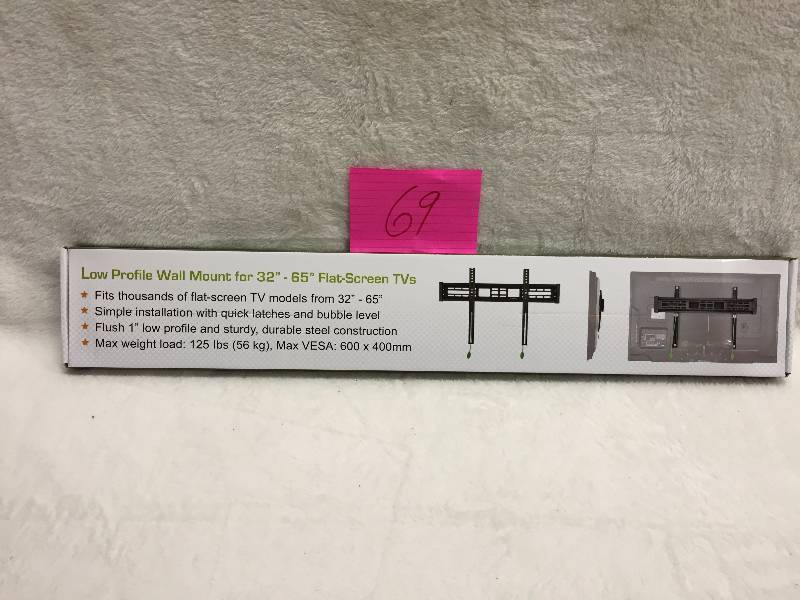 69
Low Profile Wall Mount for 32" - 65" Flat-Screen TVs
★ Fits thousands of flat-screen TV models from 32" - 65"
★ Simple installation with quick latches and bubble level
★ Flush 1" low profile and sturdy, durable steel construction
★ Max weight load: 125 lbs (56 kg), Max VESA: 600 x 400mm